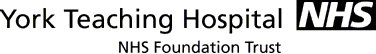 York Teaching Hospital NHS
NHS Foundation Trust